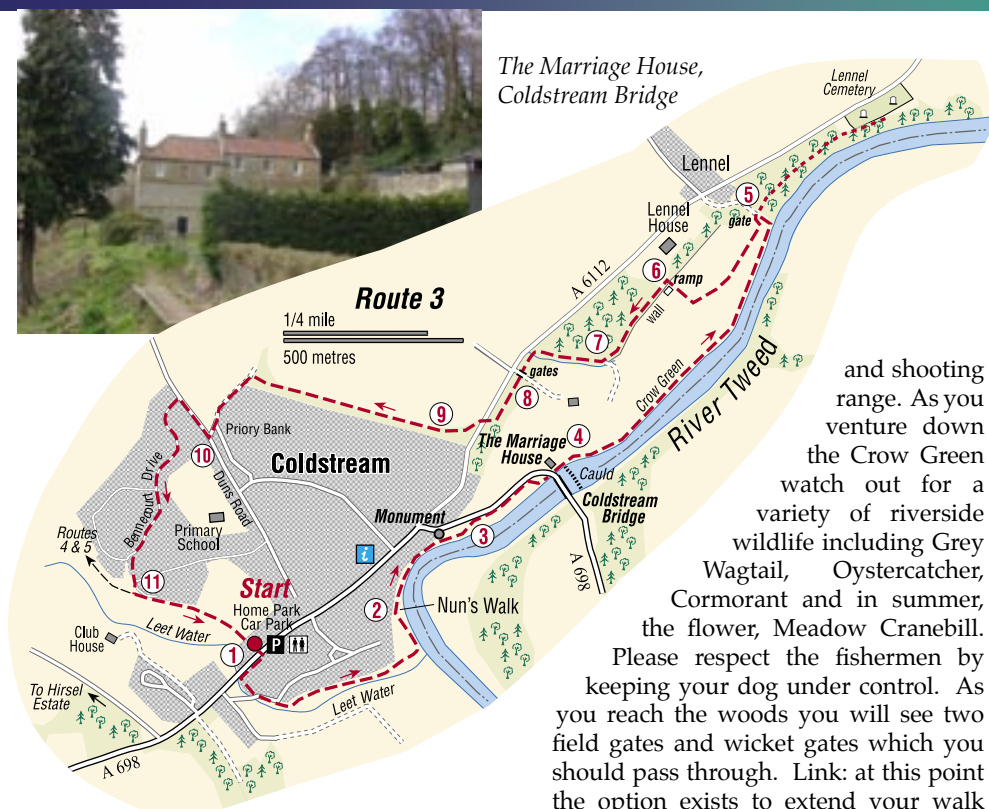 The Marriage House,
Coldstream Bridge
Lennel
Cemetery
Lennel
5
gate
Lennel
House
6
ramp
wall
A 6112
Route 3
1/4 mile
500 metres
7
gates
8
9
Crow Green
River Tweed
4
The Marriage
House
Cauld
Coldstream
Bridge
A 698
Priory Bank
10
Coldstream
Duns Road
Bennecourt Drive
Monument
3
Primary
School
Routes
4 & 5
i
11
Start
Home Park
Car Park
P
2
Nun's Walk
Leet Water
Club
House
1
Leet Water
To Hirsel
Estate
A 698
and shooting
range. As you
venture down
the Crow Green
watch out for a
variety of riverside
wildlife including Grey
Wagtail, Oystercatcher,
Cormorant and in summer,
the flower, Meadow Cranebill.
Please respect the fishermen by
keeping your dog under control. As
you reach the woods you will see two
field gates and wicket gates which you
should pass through. Link: at this point
the option exists to extend your walk